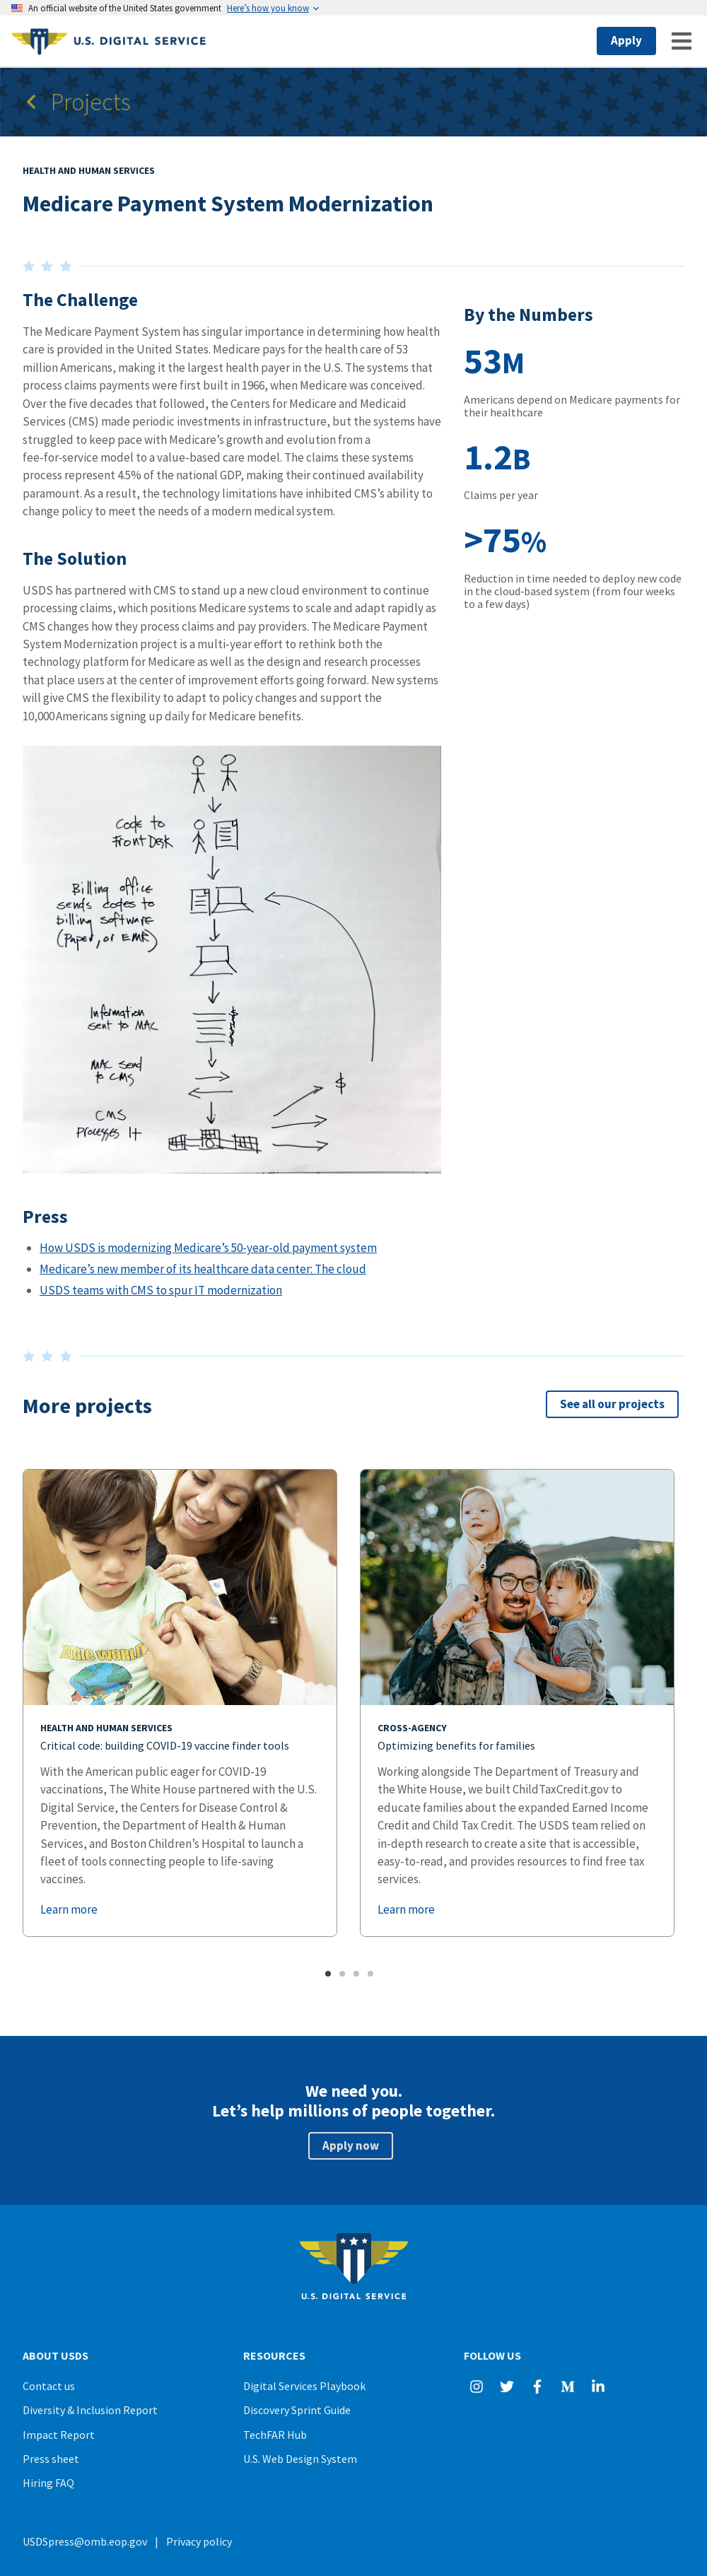 An official website of the United States government Here's how you know
U.S. DIGITAL SERVICE
Apply
Projects
HEALTH AND HUMAN SERVICES
Medicare Payment System Modernization
The Challenge
The Medicare Payment System has singular importance in determining how health
care is provided in the United States. Medicare pays for the health care of 53
million Americans, making it the largest health payer in the U.S. The systems that
process claims payments were first built in 1966, when Medicare was conceived.
Over the five decades that followed, the Centers for Medicare and Medicaid
Services (CMS) made periodic investments in infrastructure, but the systems have
struggled to keep pace with Medicare’s growth and evolution from a
fee-for-service model to a value-based care model. The claims these systems
process represent 4.5% of the national GDP, making their continued availability
paramount. As a result, the technology limitations have inhibited CMS’s ability to
change policy to meet the needs of a modern medical system.
The Solution
USDS has partnered with CMS to stand up a new cloud environment to continue
processing claims, which positions Medicare systems to scale and adapt rapidly as
CMS changes how they process claims and pay providers. The Medicare Payment
System Modernization project is a multi-year effort to rethink both the
technology platform for Medicare as well as the design and research processes
that place users at the center of improvement efforts going forward. New systems
will give CMS the flexibility to adapt to policy changes and support the
10,000 Americans signing up daily for Medicare benefits.
By the Numbers
53M
Americans depend on Medicare payments for
their healthcare
1.2B
Claims per year
>75%
Reduction in time needed to deploy new code
in the cloud-based system (from four weeks
to a few days)
Code to
Front Desk
Billing office
sends codes to
billing software
(Paper, or EMR)
Information
sent to MAC
MAC send
to CMS
CMS
Processes It
$
Press
How USDS is modernizing Medicare’s 50-year-old payment system
Medicare’s new member of its healthcare data center: The cloud
USDS teams with CMS to spur IT modernization
More projects
See all our projects
HEALTH AND HUMAN SERVICES
Critical code: building COVID-19 vaccine finder tools
With the American public eager for COVID-19
vaccinations, The White House partnered with the U.S.
Digital Service, the Centers for Disease Control &
Prevention, the Department of Health & Human
Services, and Boston Children’s Hospital to launch a
fleet of tools connecting people to life-saving
vaccines.
Learn more
CROSS-AGENCY
Optimizing benefits for families
Working alongside The Department of Treasury and
the White House, we built ChildTaxCredit.gov to
educate families about the expanded Earned Income
Credit and Child Tax Credit. The USDS team relied on
in-depth research to create a site that is accessible,
easy-to-read, and provides resources to find free tax
services.
Learn more
We need you.
Let’s help millions of people together.
Apply now
U.S. DIGITAL SERVICE
ABOUT USDS
Contact us
Diversity & Inclusion Report
Impact Report
Press sheet
Hiring FAQ
RESOURCES
Digital Services Playbook
Discovery Sprint Guide
TechFAR Hub
U.S. Web Design System
FOLLOW US
USDSpress@omb.eop.gov | Privacy policy